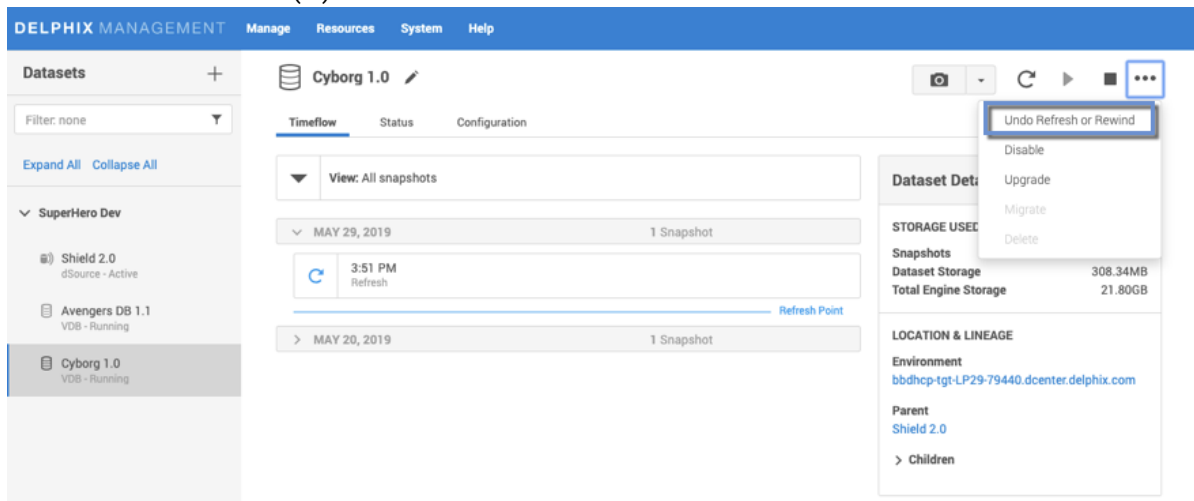 DELPHIX MANAGEMENT Manage Resources System Help
Datasets +
Filter: none
Expand All Collapse All
SuperHero Dev
Shield 2.0
dSource - Active
Avengers DB 1.1
VDB - Running
Cyborg 1.0
VDB - Running
Cyborg 1.0
Timeflow Status Configuration
View: All snapshots
MAY 29, 2019 1 Snapshot
3:51 PM
Refresh
Refresh Point
MAY 20, 2019 1 Snapshot
Undo Refresh or Rewind
Disable
Upgrade
Migrate
Delete
Dataset Deta
STORAGE USED
Snapshots
Dataset Storage 308.34MB
Total Engine Storage 21.80GB
LOCATION & LINEAGE
Environment
bbdhcp-tgt-LP29-79440.dcenter.delphix.com
Parent
Shield 2.0
Children